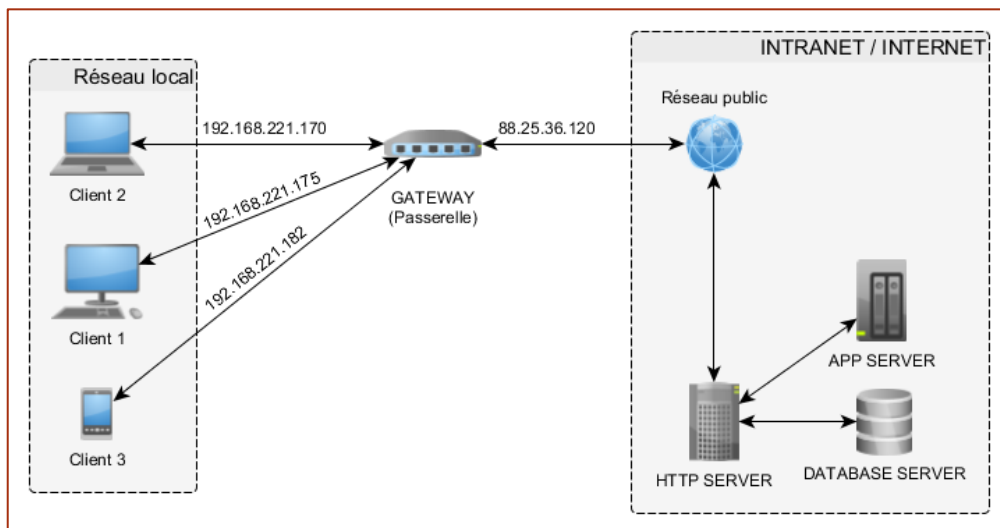 INTRANET / INTERNET
Réseau local
Réseau public
192.168.221.170
88.25.36.120
Client 2
GATEWAY
(Passerelle)
192.168.221.175
192.168.221.182
Client 1
APP SERVER
Client 3
HTTP SERVER
DATABASE SERVER